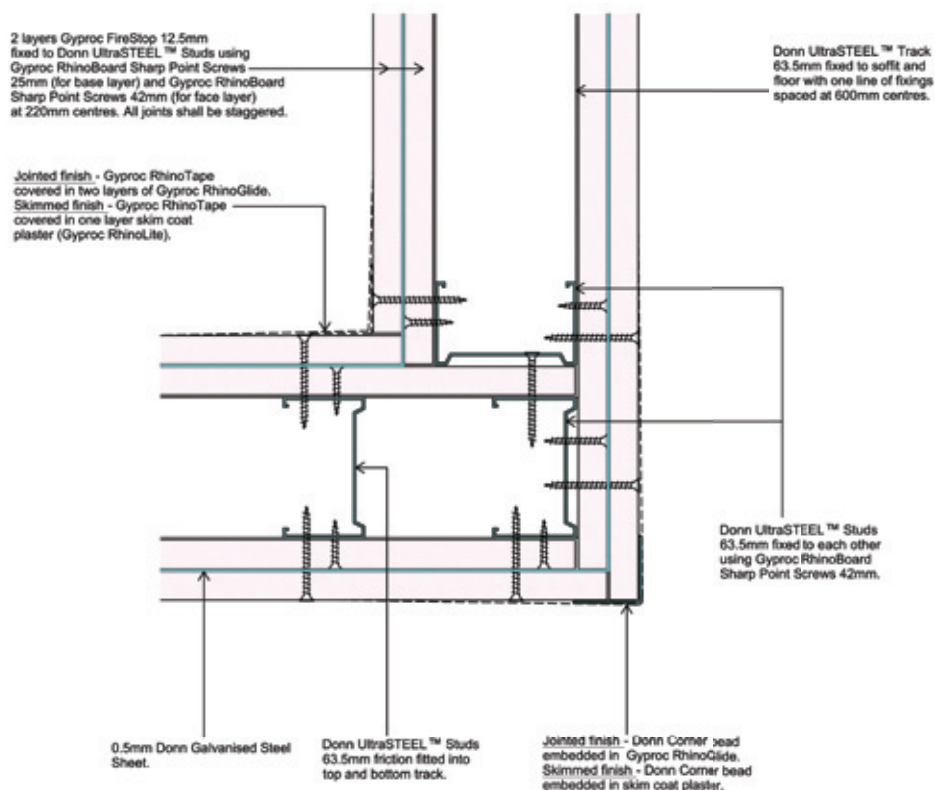 2 layers Gyproc FireStop 12.5mm
fixed to Donn UltraSTEEL™ Studs using
Gyproc RhinoBoard Sharp Point Screws
25mm (for base layer) and Gyproc RhinoBoard
Sharp Point Screws 42mm (for face layer)
at 220mm centres. All joints shall be staggered.
Donn UltraSTEEL™ Track
63.5mm fixed to soffit and
floor with one line of fixings
spaced at 600mm centres.
Jointed finish - Gyproc RhinoTape
covered in two layers of Gyproc RhinoGlide.
Skimmed finish - Gyproc RhinoTape
covered in one layer skim coat
plaster (Gyproc RhinoLite).
Donn UltraSTEEL™ Studs
63.5mm fixed to each other
using Gyproc RhinoBoard
Sharp Point Screws 42mm.
0.5mm Donn Galvanised Steel
Sheet.
Donn UltraSTEEL™ Studs
63.5mm friction fitted into
top and bottom track.
Jointed finish - Donn Corner bead
embedded in Gyproc RhinoGlide.
Skimmed finish - Donn Corner bead
embedded in skim coat plaster.